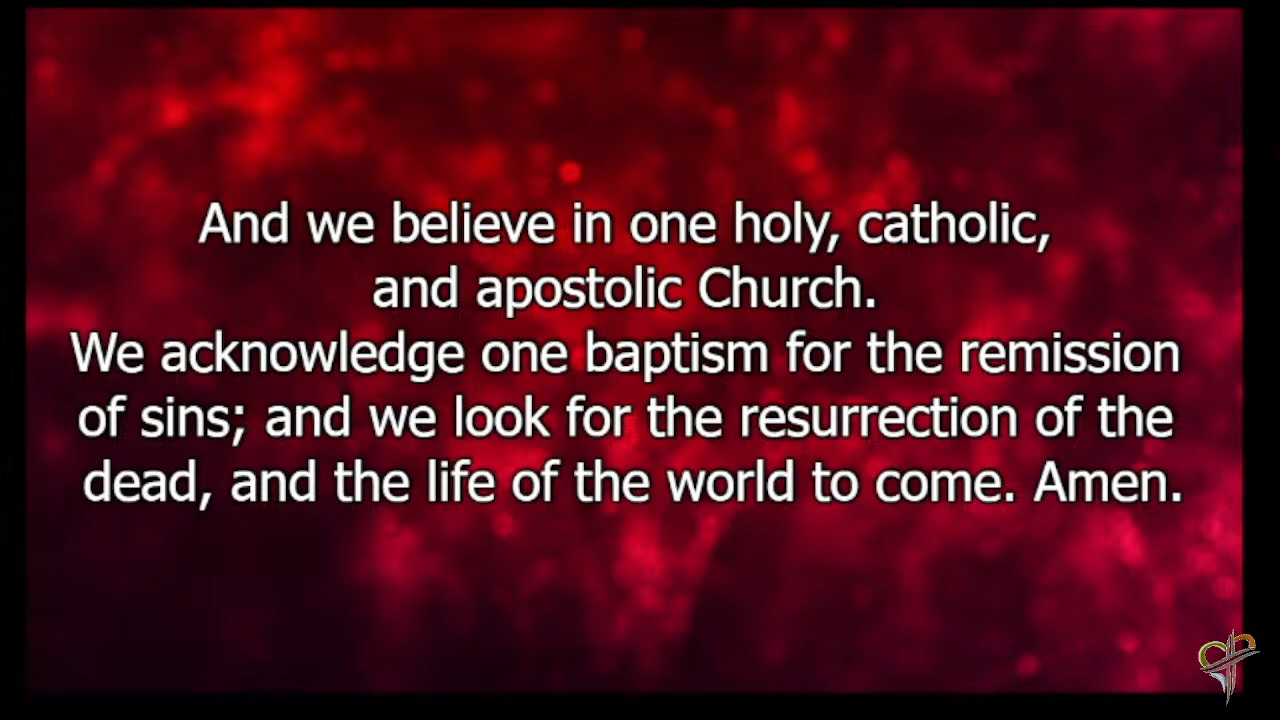 And we believe in one holy, catholic,
and apostolic Church.
We acknowledge one baptism for the remission
of sins; and we look for the resurrection of the
dead, and the life of the world to come. Amen.